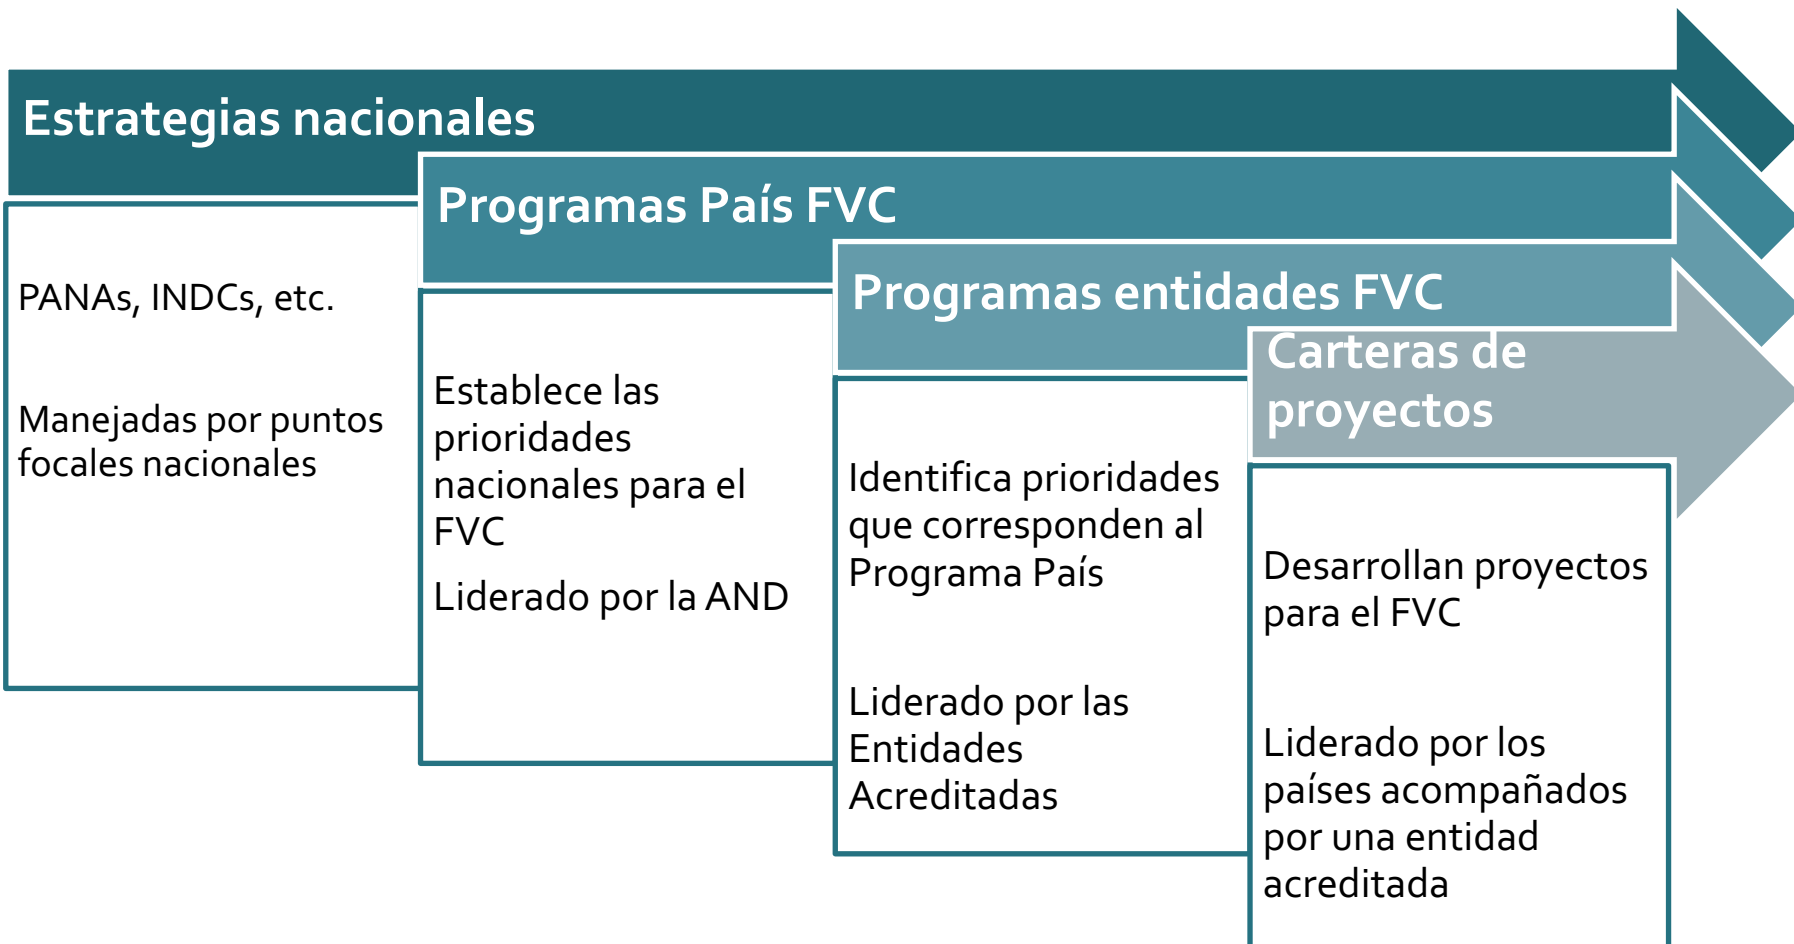 Estrategias nacionales
PANAs, INDCs, etc.
Manejadas por puntos
focales nacionales
Programas País FVC
Establece las
prioridades
nacionales para el
FVC
Liderado por la AND
Programas entidades FVC
Identifica prioridades
que corresponden al
Programa País
Liderado por las
Entidades
Acreditadas
Carteras de
proyectos
Desarrollan proyectos
para el FVC
Liderado por los
países acompañados
por una entidad
acreditada